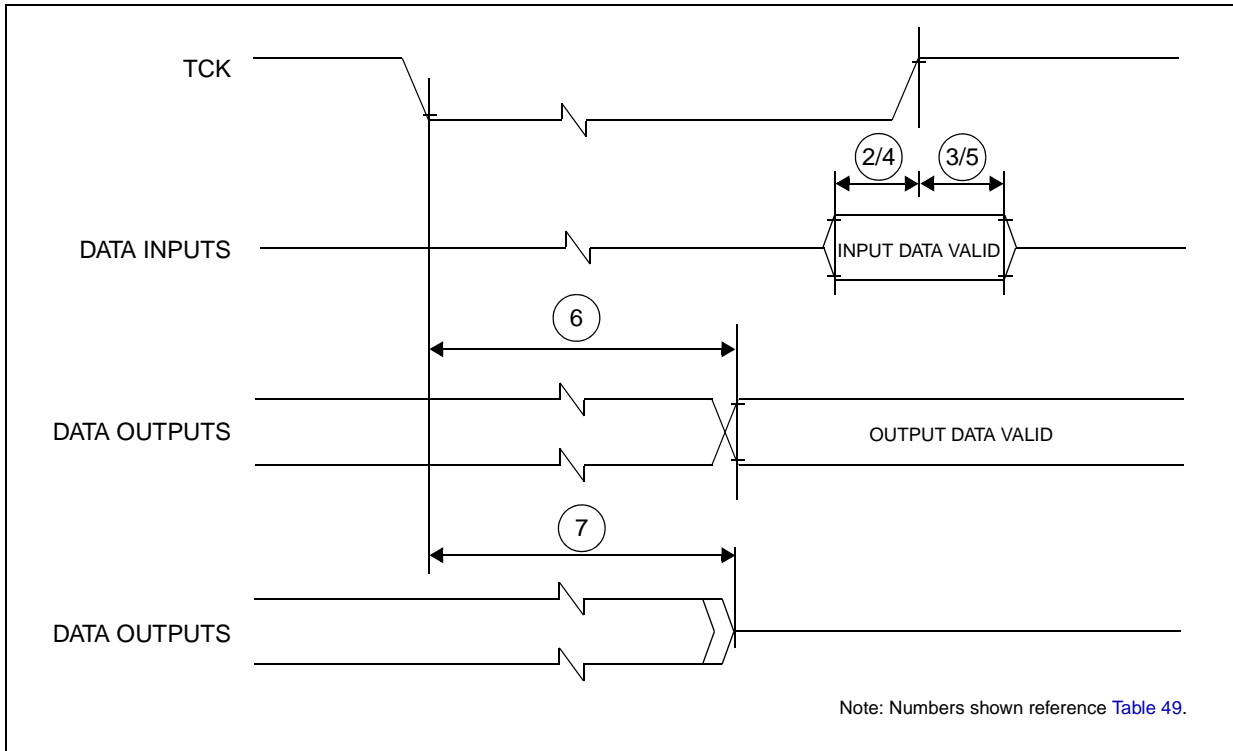 TCK
2/4
3/5
DATA INPUTS
INPUT DATA VALID
6
DATA OUTPUTS
OUTPUT DATA VALID
7
DATA OUTPUTS
Note: Numbers shown reference Table 49.